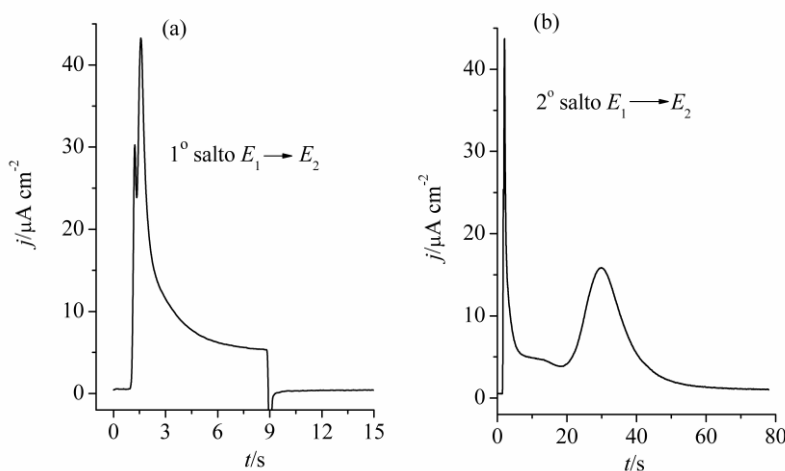 (a)
1º salto E₁ → E₂
j/µA cm⁻²
40
30
20
10
0
0 3 6 9 12 15
t/s
(b)
2º salto E₁ → E₂
j/µA cm⁻²
40
30
20
10
0
0 20 40 60 80
t/s